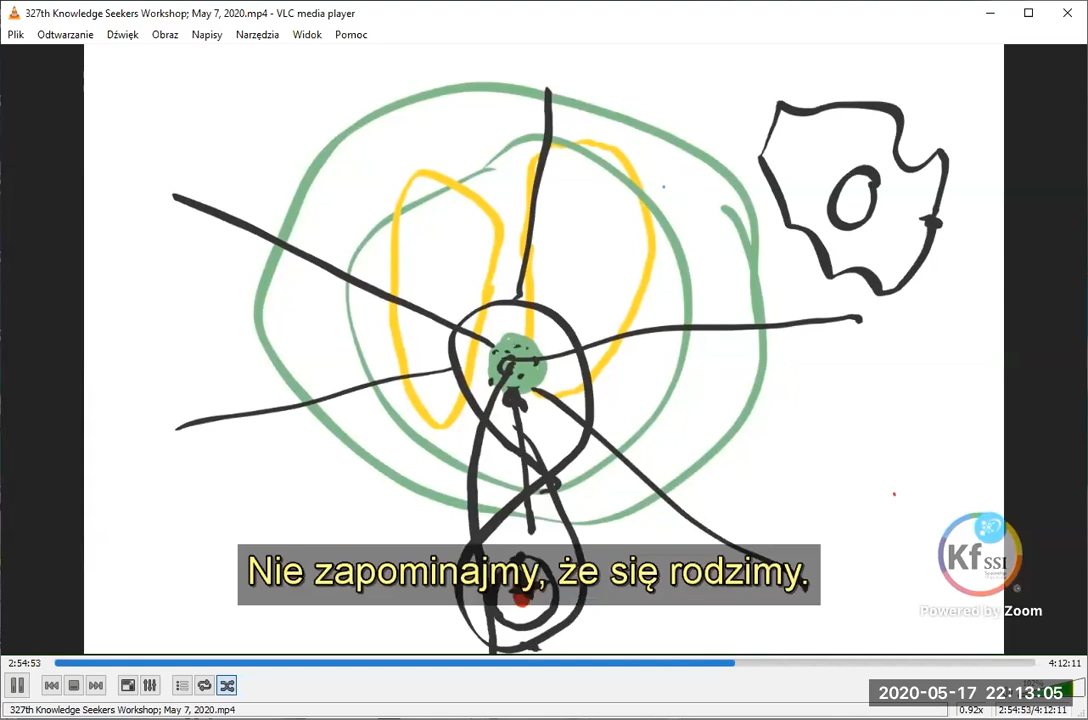 327th Knowledge Seekers Workshop; May 7, 2020.mp4 - VLC media player
Plik Odtwarzanie Dźwięk Obraz Napisy Narzędzia Widok Pomoc
Kf SSI
Powered by Zoom
Nie zapominajmy, że się rodzimy.
2:54:53 4:12:11
2020-05-17 22:13:05
327th Knowledge Seekers Workshop; May 7, 2020.mp4 0.92x 2:54:53/4:12:11